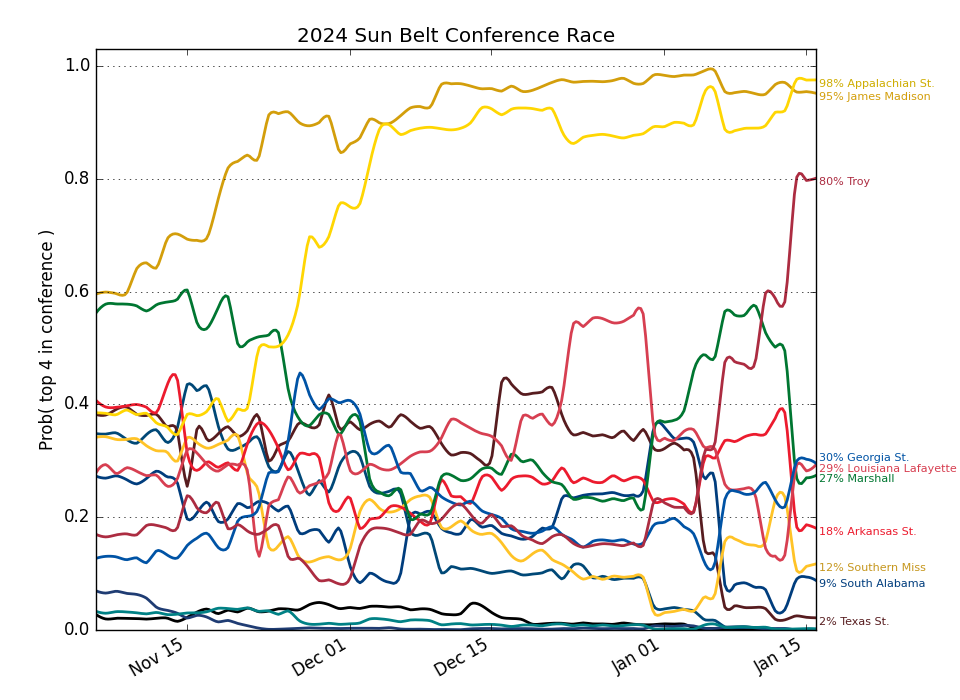 2024 Sun Belt Conference Race
Prob( top 4 in conference )
1.0
0.8
0.6
0.4
0.2
0.0
Nov 15
Dec 01
Dec 15
Jan 01
Jan 15
98% Appalachian St.
95% James Madison
80% Troy
30% Georgia St.
29% Louisiana Lafayette
27% Marshall
18% Arkansas St.
12% Southern Miss
9% South Alabama
2% Texas St.